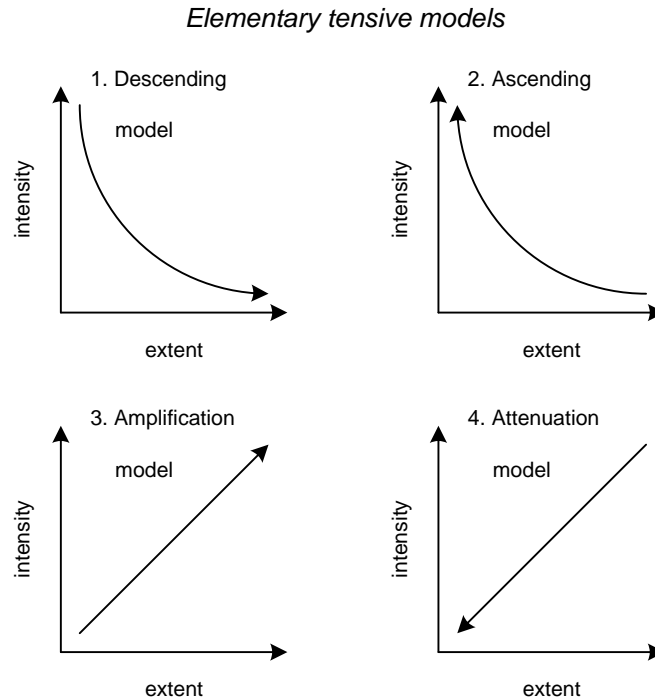 Elementary tensive models
1. Descending
model
intensity
extent
2. Ascending
model
intensity
extent
3. Amplification
model
intensity
extent
4. Attenuation
model
intensity
extent